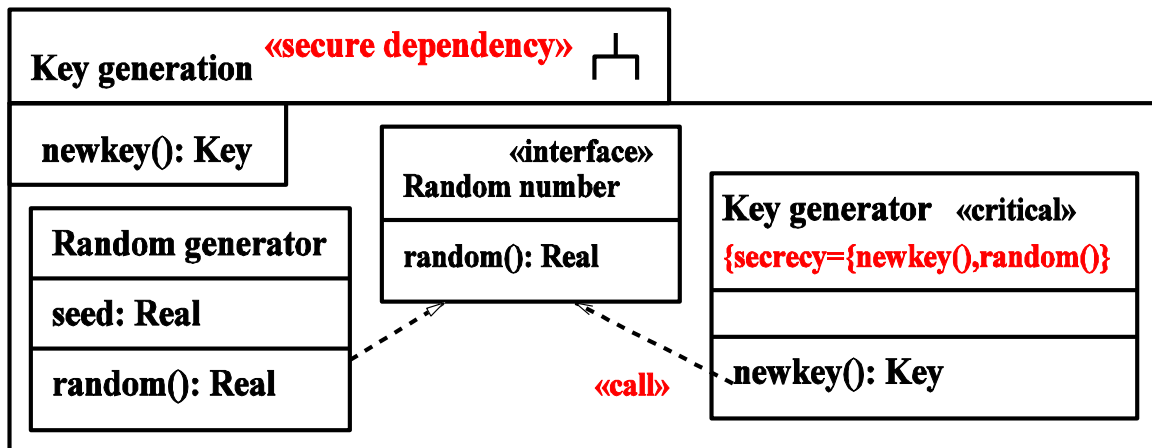 Key generation «secure dependency»
newkey(): Key
«interface»
Random number
random(): Real
Random generator
seed: Real
random(): Real
Key generator «critical»
{secrecy={newkey(),random()}
newkey(): Key
«call»